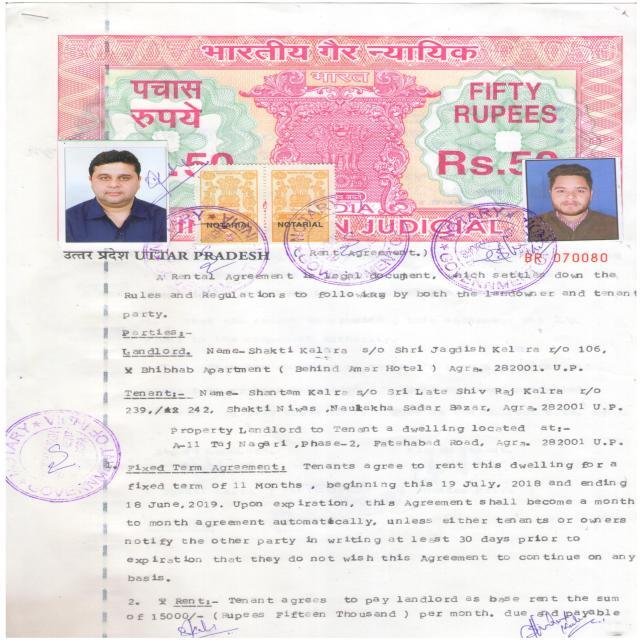 भारतीय गैर न्यायिक
भारत
पचास
रुपये
FIFTY
RUPEES
Rs.50
NOTARIAL NOTARIAL
INDIA
INDIA NON JUDICIAL
उत्तर प्रदेश UTTAR PRADESH
( Rent Agreement.)
BR 070080
A Rental Agreement is legal document, which settles down the
Rules and Regulations to following by both the landowner and tenant
party.
Parties:-
Landlord. Name-Shakti Kalara s/o Shri Jagdish Kalra r/o 106,
Bhibhab Apartment ( Behind Amar Hotel ) Agra. 282001. U.P.
Tenant:- Name- Shantam Kalra s/o Sri Late Shiv Raj Kalra r/o
239,/ 242, Shakti Niwas ,Naulakha Sadar Bazar, Agra. 282001 U.P.
Property Landlord to Tenant a dwelling located at:-
A-11 Taj Nagari ,Phase-2, Fatehabad Road, Agra. 282001 U.P.
Fixed Term Agreement: Tenants agree to rent this dwelling for a
fixed term of 11 Months , beginning this 19 July, 2018 and ending
18 June,2019. Upon expiration, this Agreement shall become a month
to month agreement automatically, unless either tenants or owners
notify the other party in writing at least 30 days prior to
expiration that they do not wish this Agreement to continue on any
basis.
2. Rent:- Tenant agrees to pay landlord as base rent the sum
of 15000/- (Rupees Fifteen Thousand ) per month. due and payable